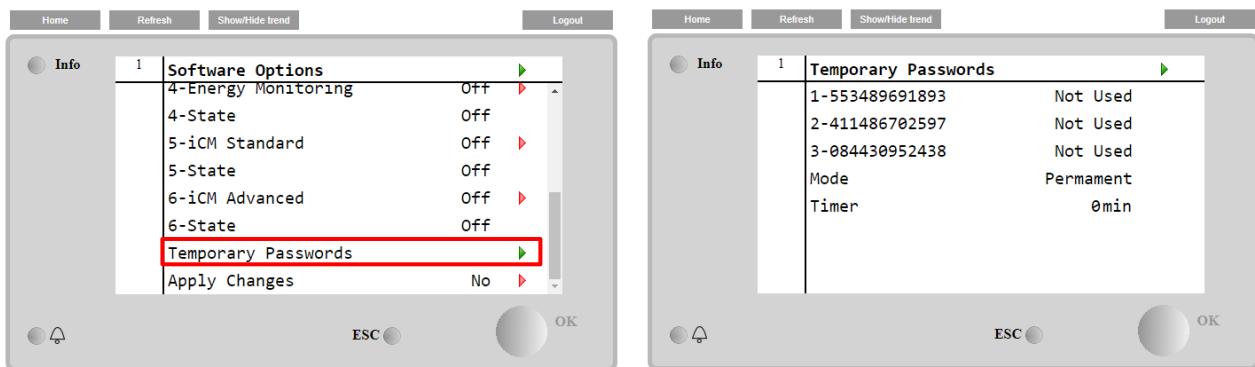 Home Refresh Show/Hide trend Logout
Info
1 Software Options
4-Energy Monitoring Off
4-State Off
5-iCM Standard Off
5-State Off
6-iCM Advanced Off
6-State Off
Temporary Passwords
Apply Changes No
ESC
OK
Home Refresh Show/Hide trend Logout
Info
1 Temporary Passwords
1-553489691893 Not Used
2-411486702597 Not Used
3-084430952438 Not Used
Mode Permament
Timer 0min
ESC
OK